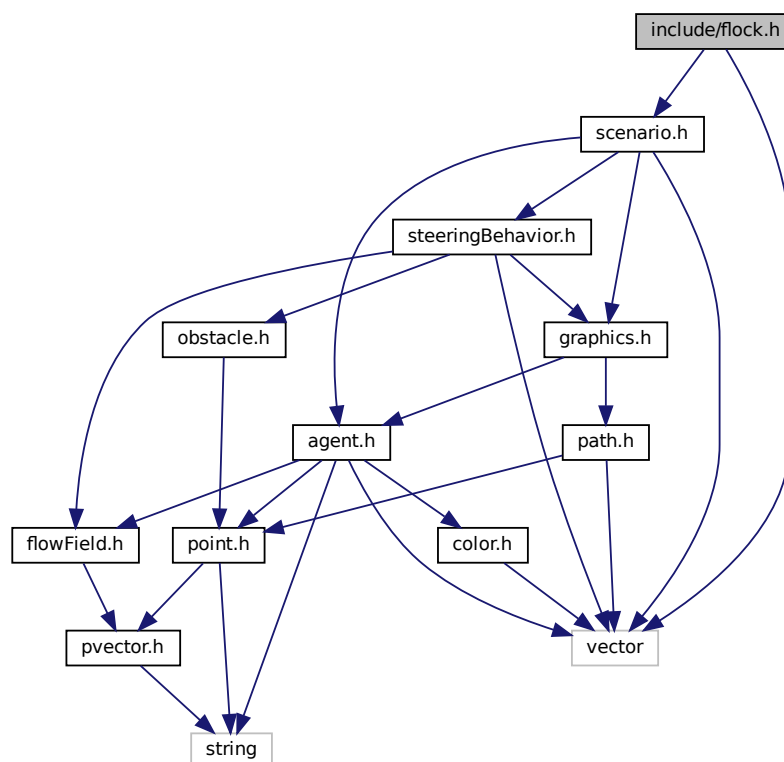 include/flock.h
scenario.h
steeringBehavior.h
obstacle.h
graphics.h
agent.h
path.h
flowField.h
point.h
color.h
pvector.h
vector
string